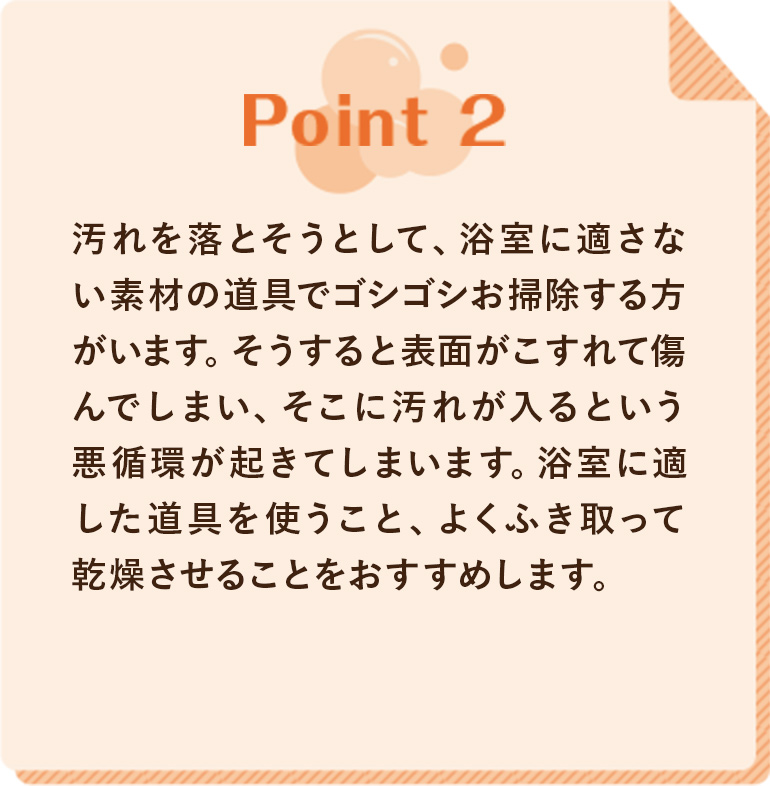 Point 2
汚れを落とそうとして、浴室に適さな
い素材の道具でゴシゴシお掃除する方
がいます。そうすると表面がこすれて傷
んでしまい、そこに汚れが入るという
悪循環が起きてしまいます。浴室に適
した道具を使うこと、よくふき取って
乾燥させることをおすすめします。